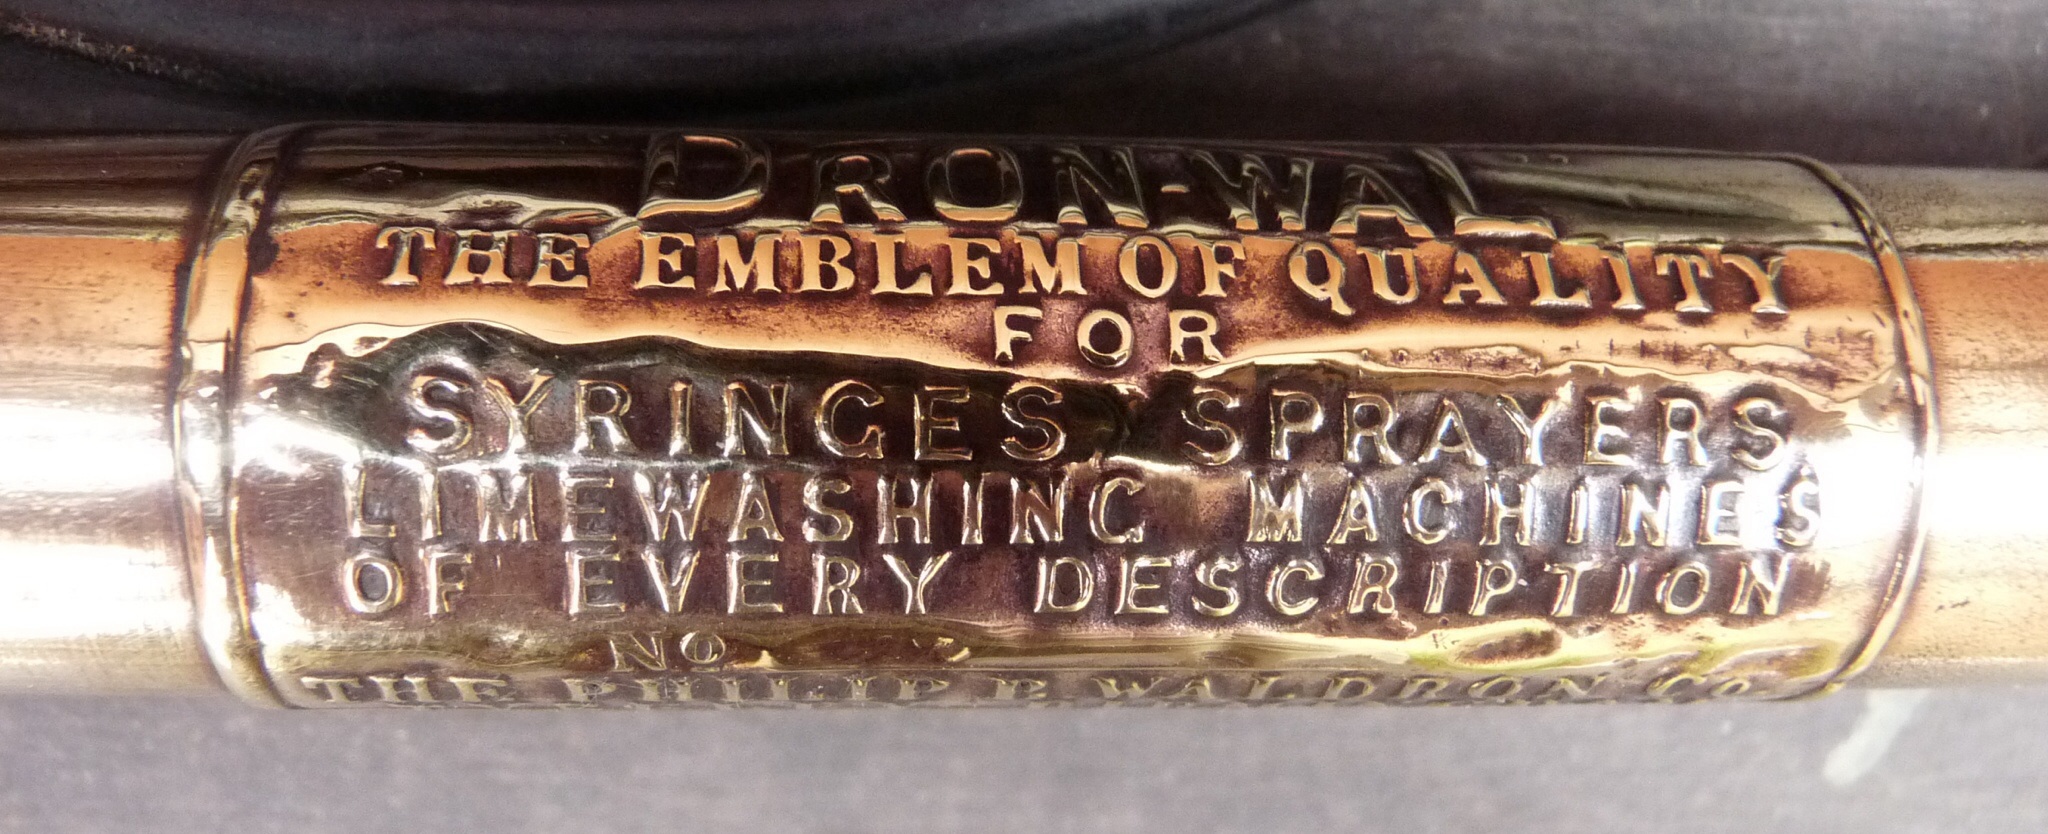 DRON-WAL
THE EMBLEM OF QUALITY
FOR
SYRINGES SPRAYERS
LIMEWASHING MACHINES
OF EVERY DESCRIPTION
No
THE PHILIP B. WALDRON Co.